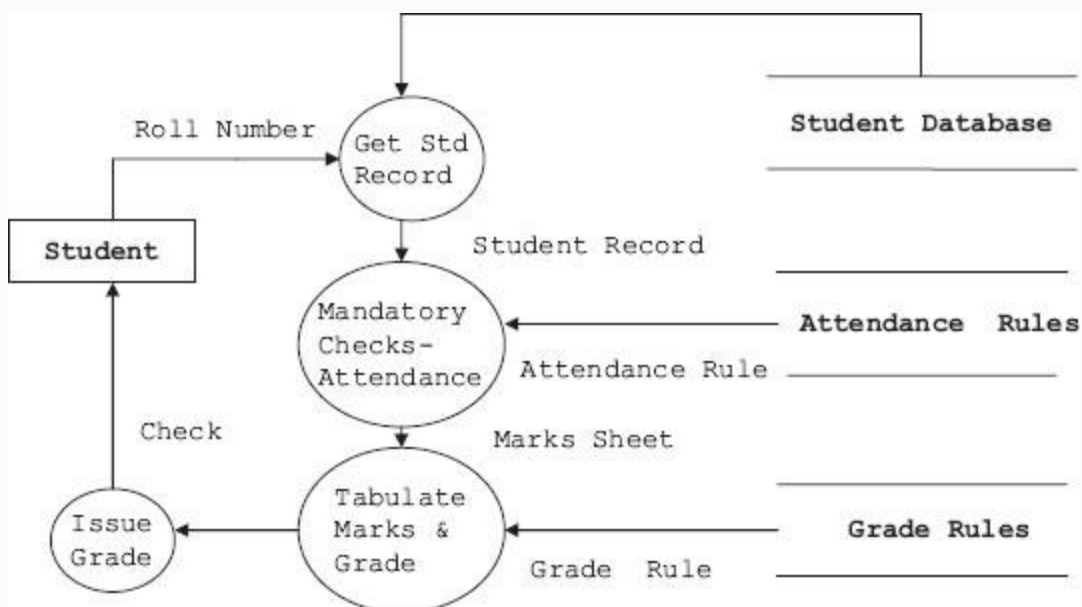 Roll Number
Get Std
Record
Student Database
Student
Student Record
Mandatory
Checks-
Attendance
Attendance Rules
Attendance Rule
Check
Marks Sheet
Tabulate
Marks &
Grade
Issue
Grade
Grade Rules
Grade Rule